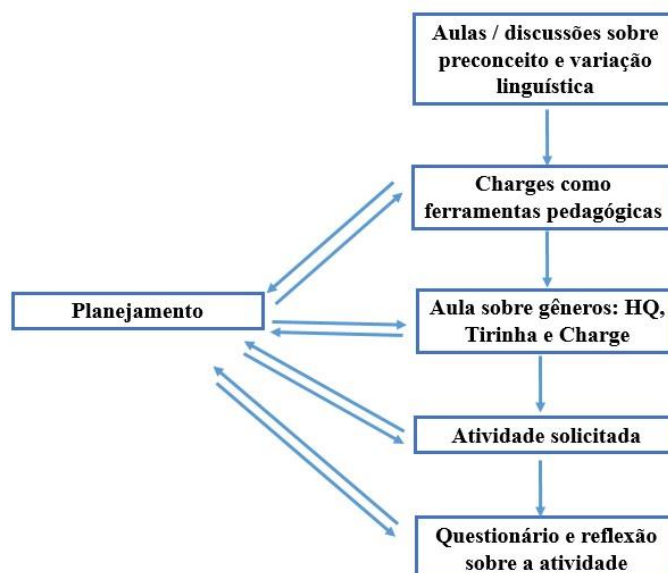 Aulas / discussões sobre
preconceito e variação
linguística
Charges como
ferramentas pedagógicas
Planejamento
Aula sobre gêneros: HQ,
Tirinha e Charge
Atividade solicitada
Questionário e reflexão
sobre a atividade